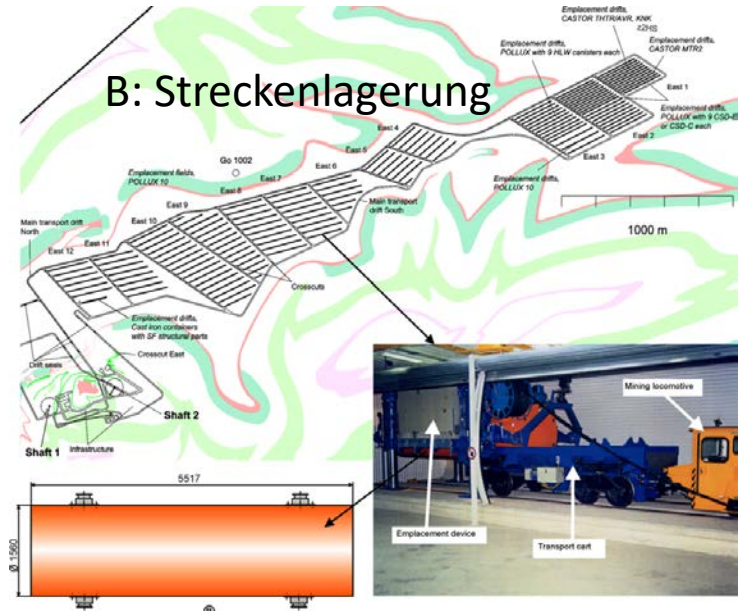 B: Streckenlagerung
Emplacement drifts,
CASTOR THTR/AVR, KNK
Emplacement drifts,
POLLUX with 9 HLW canisters each
Emplacement drifts,
CASTOR MTR2
East 1
Emplacement drifts,
POLLUX with 9 CSD-B
or CSD-C each
East 2
East 3
Emplacement drifts,
POLLUX 10
East 4
East 5
East 6
East 7
East 8
East 9
East 10
East 11
East 12
Go 1002
Emplacement fields,
POLLUX 10
Main transport drift
North
Main transport
drift South
1000 m
Crosscuts
Emplacement drifts,
Cast iron containers
with SF structural parts
Drift seals
Crosscut East
Shaft 2
Shaft 1
Infrastructure
Mining locomotive
Emplacement device
Transport cart
5517
Ø 1560
®